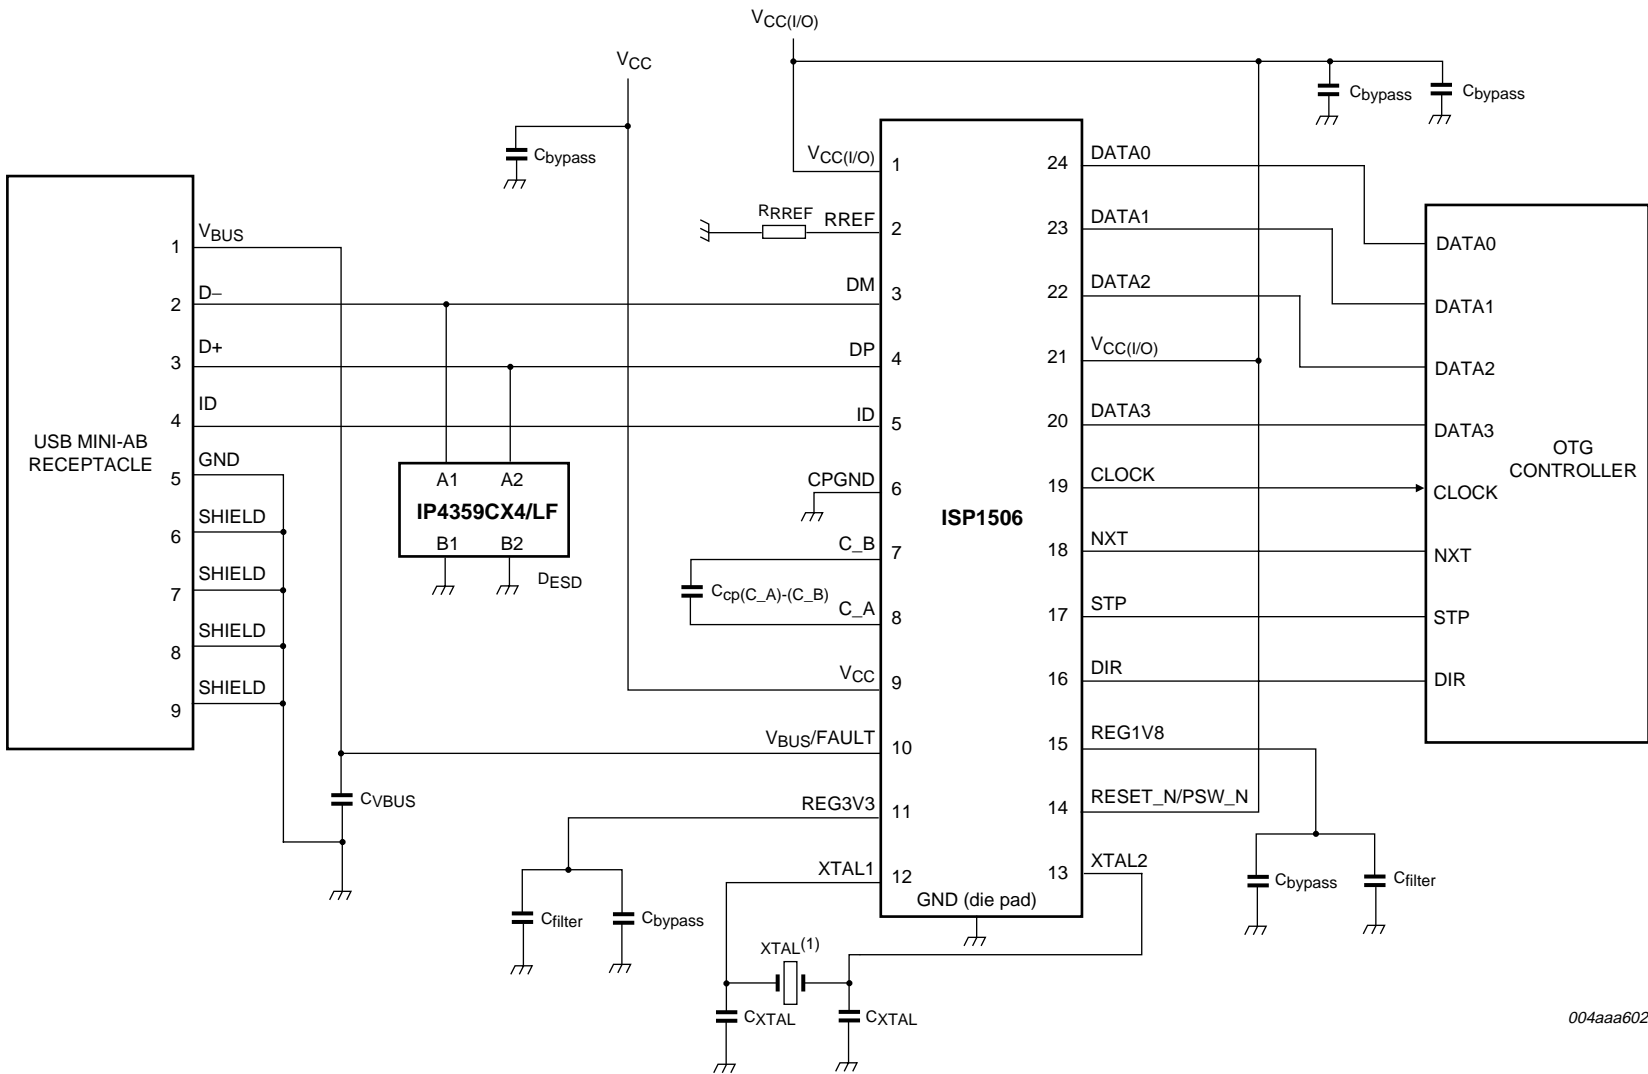 VCC(I/O)
VCC
Cbypass
Cbypass
Cbypass
USB MINI-AB
RECEPTACLE
1
VBUS
2
D–
3
D+
4
ID
5
GND
6
SHIELD
7
SHIELD
8
SHIELD
9
SHIELD
A1
A2
IP4359CX4/LF
B1
B2
DESD
CVBUS
RRREF
Ccp(C_A)-(C_B)
VCC(I/O)
1
RREF
2
DM
3
DP
4
ID
5
CPGND
6
C_B
7
C_A
8
VCC
9
VBUS/FAULT
10
REG3V3
11
XTAL1
12
ISP1506
GND (die pad)
24
DATA0
23
DATA1
22
DATA2
21
VCC(I/O)
20
DATA3
19
CLOCK
18
NXT
17
STP
16
DIR
15
REG1V8
14
RESET_N/PSW_N
13
XTAL2
DATA0
DATA1
DATA2
DATA3
CLOCK
NXT
STP
DIR
OTG
CONTROLLER
Cfilter
Cbypass
XTAL(1)
CXTAL
CXTAL
Cbypass
Cfilter
004aaa602